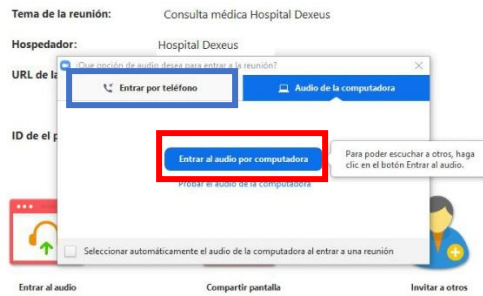 Tema de la reunión: Consulta médica Hospital Dexeus
Hospedador: Hospital Dexeus
¿Que opción de audio desea para entrar a la reunión?
URL de la
Entrar por teléfono
Audio de la computadora
ID de el p
Entrar al audio por computadora
Para poder escuchar a otros, haga
clic en el botón Entrar al audio.
Probar el audio de la computadora
Seleccionar automáticamente el audio de la computadora al entrar a una reunión
Entrar al audio
Compartir pantalla
Invitar a otros